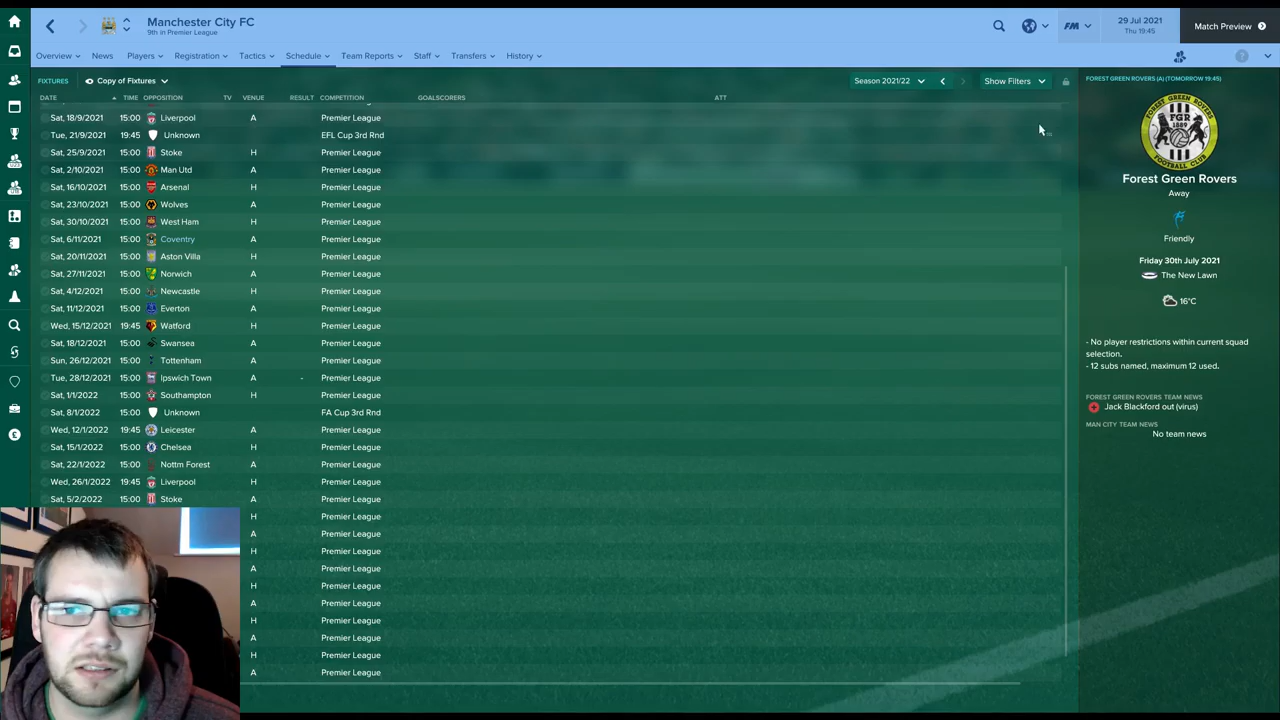 Manchester City FC
9th in Premier League
FM
29 Jul 2021
Thu 19:45
Match Preview
Overview
News
Players
Registration
Tactics
Schedule
Team Reports
Staff
Transfers
History
?
FIXTURES
Copy of Fixtures
Season 2021/22
Show Filters
DATE TIME OPPOSITION TV VENUE RESULT COMPETITION GOALSCORERS ATT
Sat, 18/9/2021 15:00 Liverpool A Premier League
Tue, 21/9/2021 19:45 Unknown EFL Cup 3rd Rnd
Sat, 25/9/2021 15:00 Stoke H Premier League
Sat, 2/10/2021 15:00 Man Utd A Premier League
Sat, 16/10/2021 15:00 Arsenal H Premier League
Sat, 23/10/2021 15:00 Wolves A Premier League
Sat, 30/10/2021 15:00 West Ham H Premier League
Sat, 6/11/2021 15:00 Coventry A Premier League
Sat, 20/11/2021 15:00 Aston Villa H Premier League
Sat, 27/11/2021 15:00 Norwich A Premier League
Sat, 4/12/2021 15:00 Newcastle H Premier League
Sat, 11/12/2021 15:00 Everton A Premier League
Wed, 15/12/2021 19:45 Watford H Premier League
Sat, 18/12/2021 15:00 Swansea A Premier League
Sun, 26/12/2021 15:00 Tottenham A Premier League
Tue, 28/12/2021 15:00 Ipswich Town A - Premier League
Sat, 1/1/2022 15:00 Southampton H Premier League
Sat, 8/1/2022 15:00 Unknown FA Cup 3rd Rnd
Wed, 12/1/2022 19:45 Leicester A Premier League
Sat, 15/1/2022 15:00 Chelsea H Premier League
Sat, 22/1/2022 15:00 Nottm Forest A Premier League
Wed, 26/1/2022 19:45 Liverpool H Premier League
Sat, 5/2/2022 15:00 Stoke A Premier League
H Premier League
A Premier League
H Premier League
A Premier League
H Premier League
A Premier League
H Premier League
A Premier League
H Premier League
A Premier League
FOREST GREEN ROVERS (A) (TOMORROW 19:45)
FGR
1889
Forest Green Rovers
Away
Friendly
Friday 30th July 2021
The New Lawn
16°C
- No player restrictions within current squad
selection.
- 12 subs named, maximum 12 used.
FOREST GREEN ROVERS TEAM NEWS
Jack Blackford out (virus)
MAN CITY TEAM NEWS
No team news